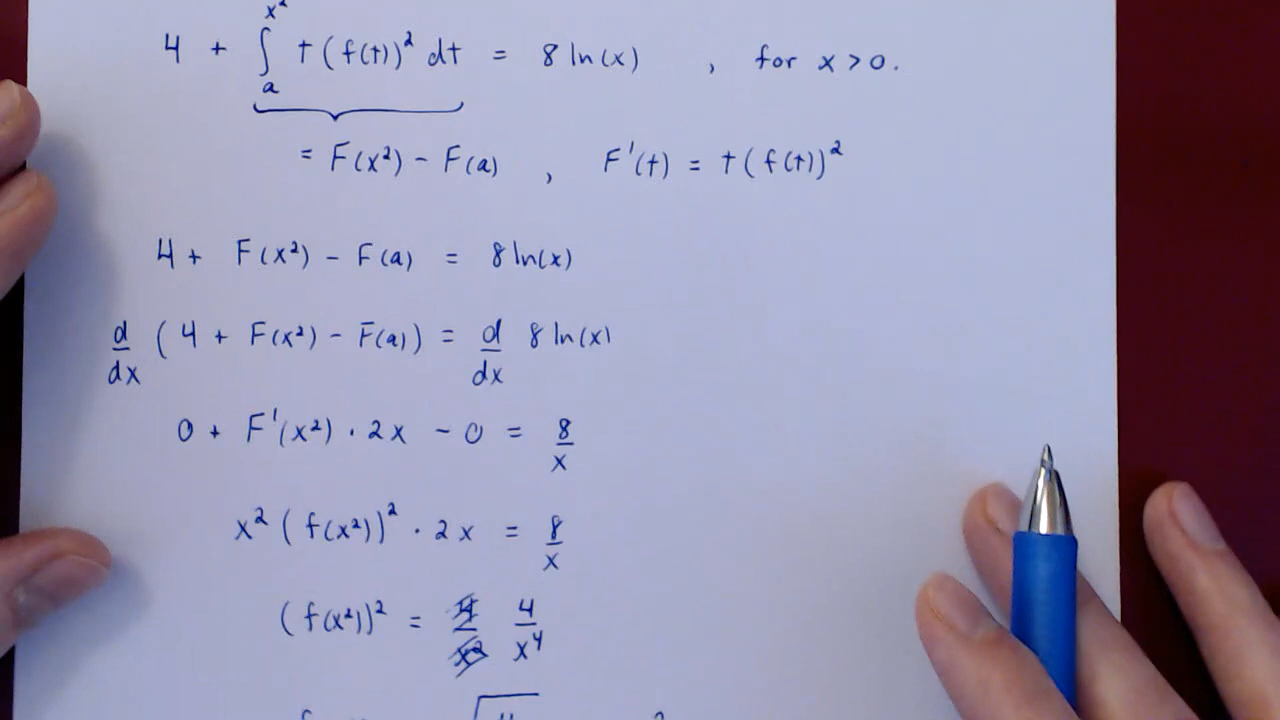 4 + ∫ₐ^x² t(f(t))² dt = 8 ln(x) , for x > 0.
= F(x²) - F(a) , F'(t) = t(f(t))²
4 + F(x²) - F(a) = 8 ln(x)
d/dx (4 + F(x²) - F(a)) = d/dx 8 ln(x)
0 + F'(x²) · 2x - 0 = 8/x
x² (f(x²))² · 2x = 8/x
(f(x²))² = 4/x⁴